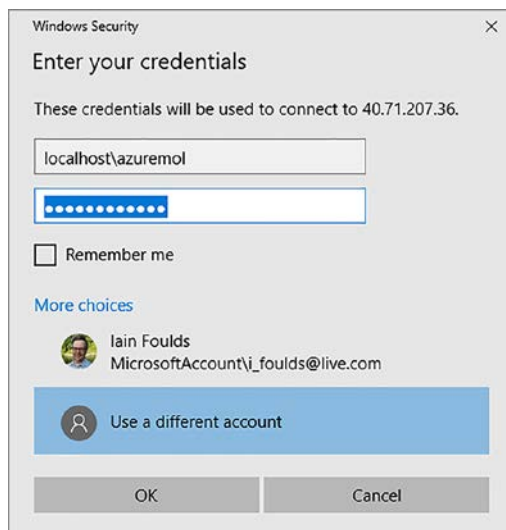 Windows Security
Enter your credentials
These credentials will be used to connect to 40.71.207.36.
localhost\azuremol
••••••••••••
Remember me
More choices
Iain Foulds
MicrosoftAccount\i_foulds@live.com
Use a different account
OK
Cancel